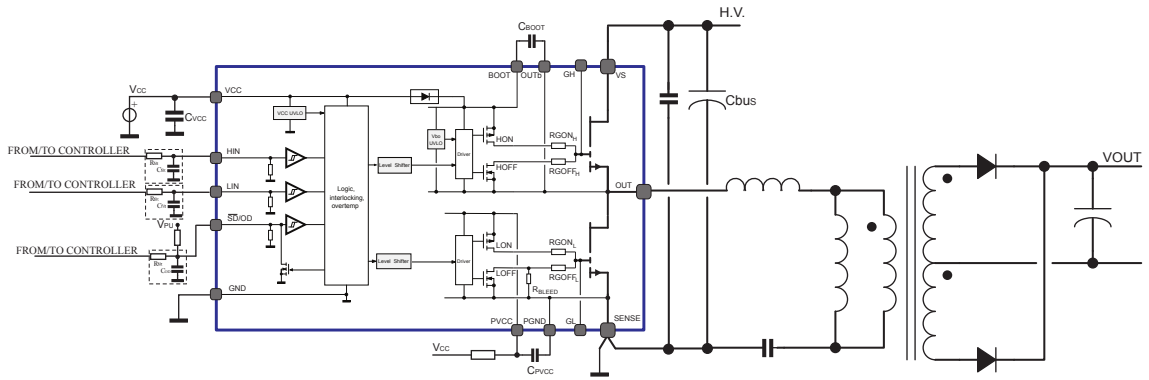 H.V.
CBOOT
BOOT OUTb GH VS
VCC
VCC
CVCC
VCC UVLO
Cbus
FROM/TO CONTROLLER
HIN
Vbo UVLO
Driver
HON
RGONH
HOFF
RGOFFH
Level Shifter
FROM/TO CONTROLLER
LIN
Logic,
interlocking,
overtemp
OUT
VOUT
SD/OD
VPU
FROM/TO CONTROLLER
Level Shifter
Driver
LON
RGONL
LOFF
RGOFFL
RBLEED
GND
PVCC PGND GL SENSE
VCC
CPVCC